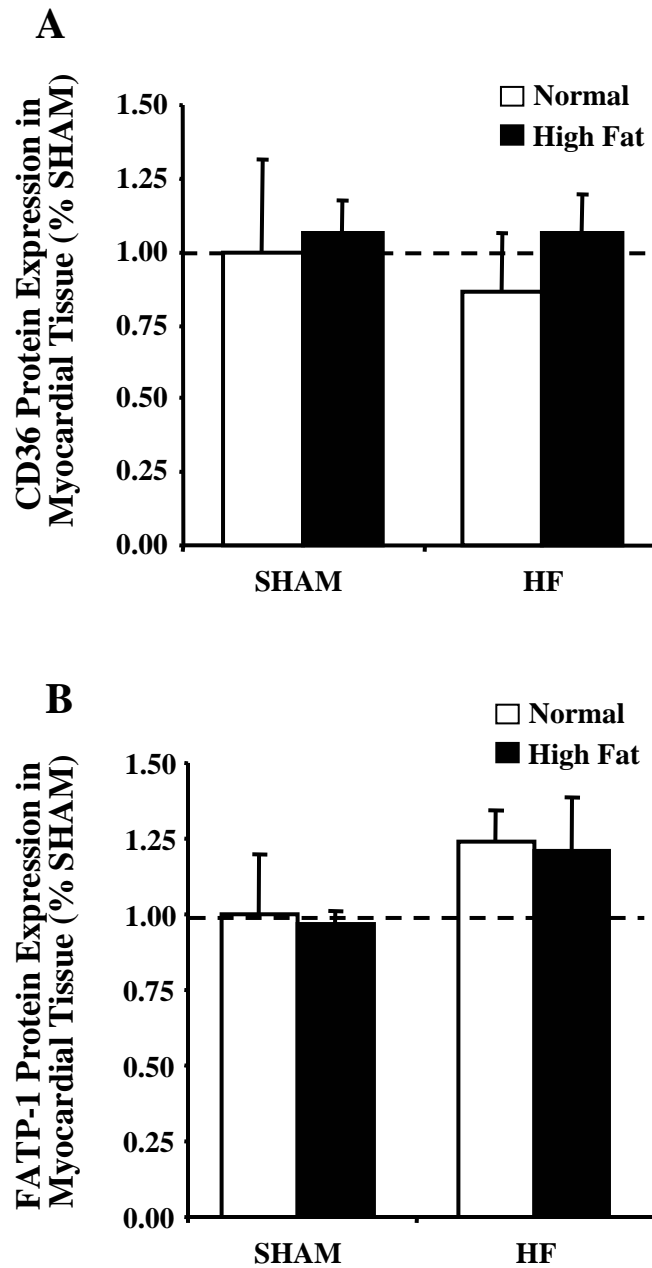 A
CD36 Protein Expression in
Myocardial Tissue (% SHAM)
1.50
1.25
1.00
0.75
0.50
0.25
0.00
Normal
High Fat
SHAM
HF
B
FATP-1 Protein Expression in
Myocardial Tissue (% SHAM)
1.50
1.25
1.00
0.75
0.50
0.25
0.00
Normal
High Fat
SHAM
HF